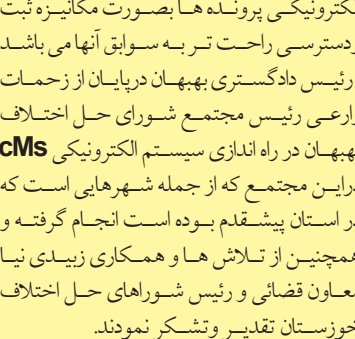 لکترونیکی پرونده ها بصورت مکانیزه ثبت
ودسترسی راحت تر به سوابق آنها می باشد
رئیس دادگستری بهبهان درپایان از زحمات
زارعی رئیس مجتمع شورای حل اختلاف
بهبهان در راه اندازی سیستم الکترونیکی cMs
دراین مجتمع که از جمله شهرهایی است که
در استان پیشقدم بوده است انجام گرفته و
همچنین از تلاش ها و همکاری زبیدی نیا
معاون قضائی و رئیس شوراهای حل اختلاف
خوزستان تقدیر وتشکر نمودند.